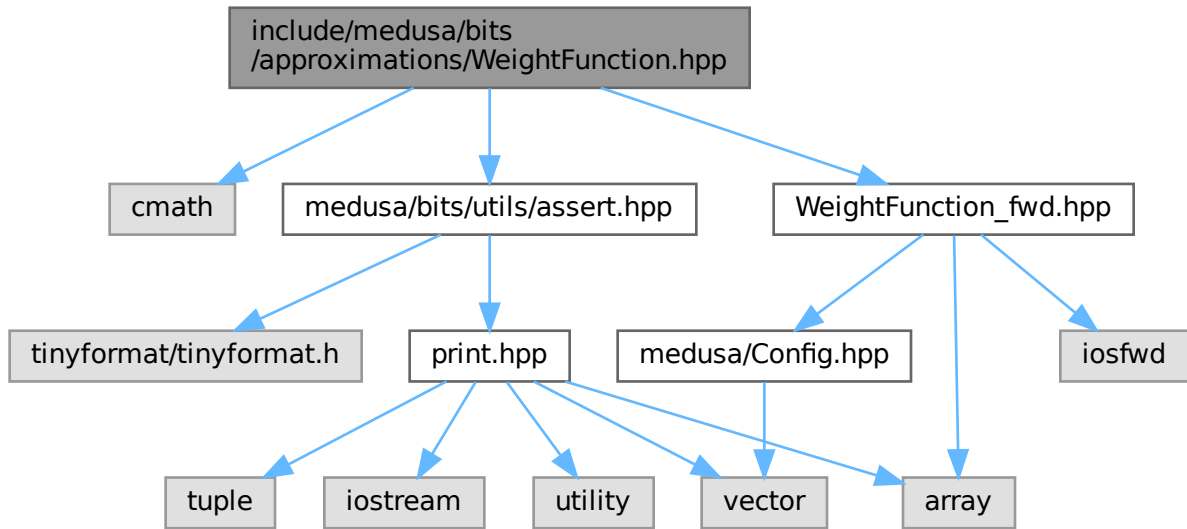 include/medusa/bits
/approximations/WeightFunction.hpp
cmath
medusa/bits/utils/assert.hpp
WeightFunction_fwd.hpp
tinyformat/tinyformat.h
print.hpp
medusa/Config.hpp
iosfwd
tuple
iostream
utility
vector
array